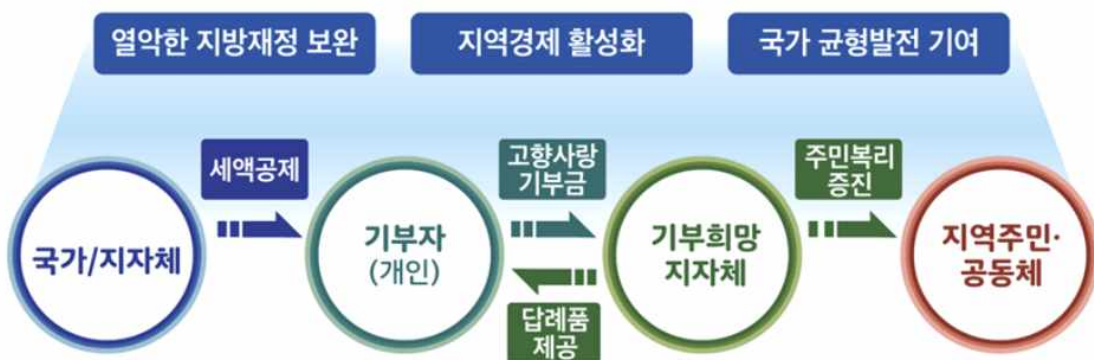 열악한 지방재정 보완
지역경제 활성화
국가 균형발전 기여
세액공제
고향사랑
기부금
주민복리
증진
국가/지자체
기부자
(개인)
기부희망
지자체
지역주민·
공동체
답례품
제공